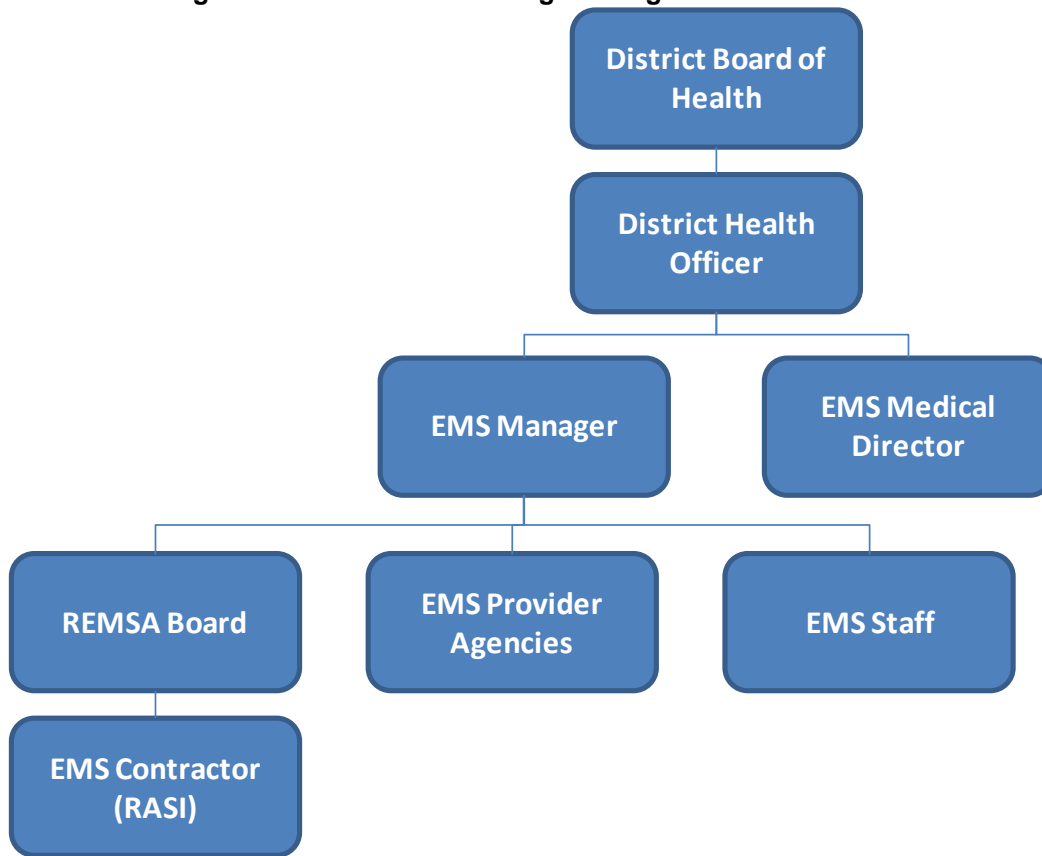 District Board of
Health
District Health
Officer
EMS Manager
EMS Medical
Director
REMSA Board
EMS Provider
Agencies
EMS Staff
EMS Contractor
(RASI)